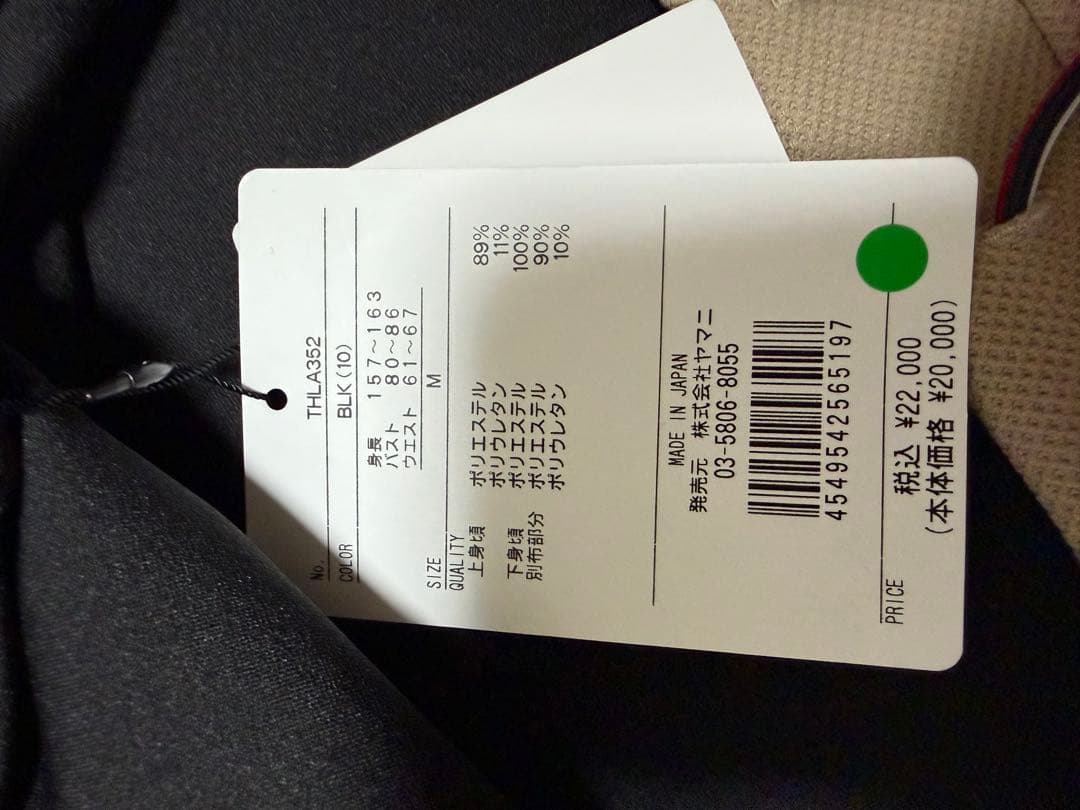 No. THLA352
COLOR BLK(10)
身長 157~163
バスト 80~86
ウエスト 61~67
SIZE M
QUALITY
上身頃 ポリエステル 89%
ポリウレタン 11%
下身頃 ポリエステル 100%
別布部分 ポリエステル 90%
ポリウレタン 10%
MADE IN JAPAN
発売元 株式会社ヤマニ
03-5806-8055
4549542565197
PRICE
税込 ¥22,000
(本体価格 ¥20,000)